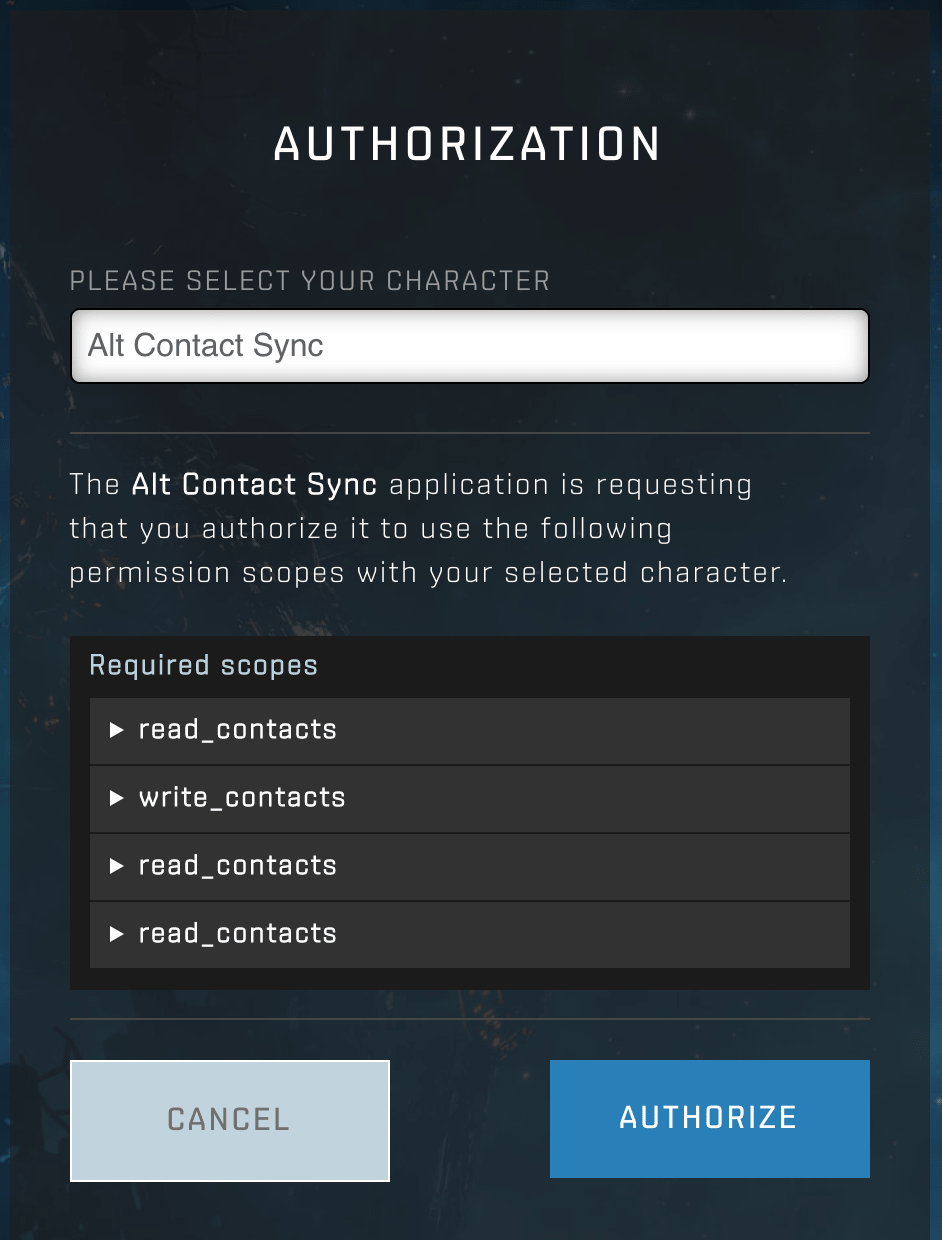 AUTHORIZATION
PLEASE SELECT YOUR CHARACTER
Alt Contact Sync
The Alt Contact Sync application is requesting
that you authorize it to use the following
permission scopes with your selected character.
Required scopes
read_contacts
write_contacts
read_contacts
read_contacts
CANCEL
AUTHORIZE